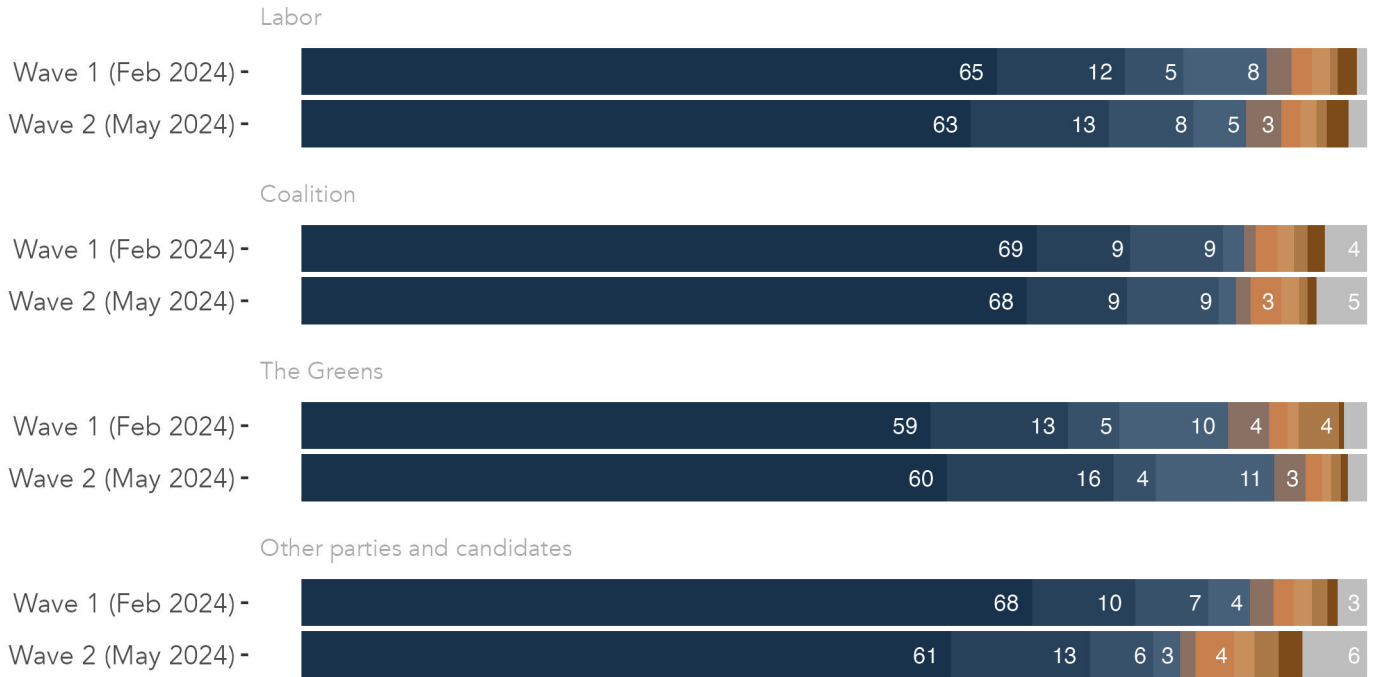 Labor
Wave 1 (Feb 2024) - 65 12 5 8
Wave 2 (May 2024) - 63 13 8 5 3
Coalition
Wave 1 (Feb 2024) - 69 9 9 4
Wave 2 (May 2024) - 68 9 9 3 5
The Greens
Wave 1 (Feb 2024) - 59 13 5 10 4 4
Wave 2 (May 2024) - 60 16 4 11 3
Other parties and candidates
Wave 1 (Feb 2024) - 68 10 7 4 3
Wave 2 (May 2024) - 61 13 6 3 4 6